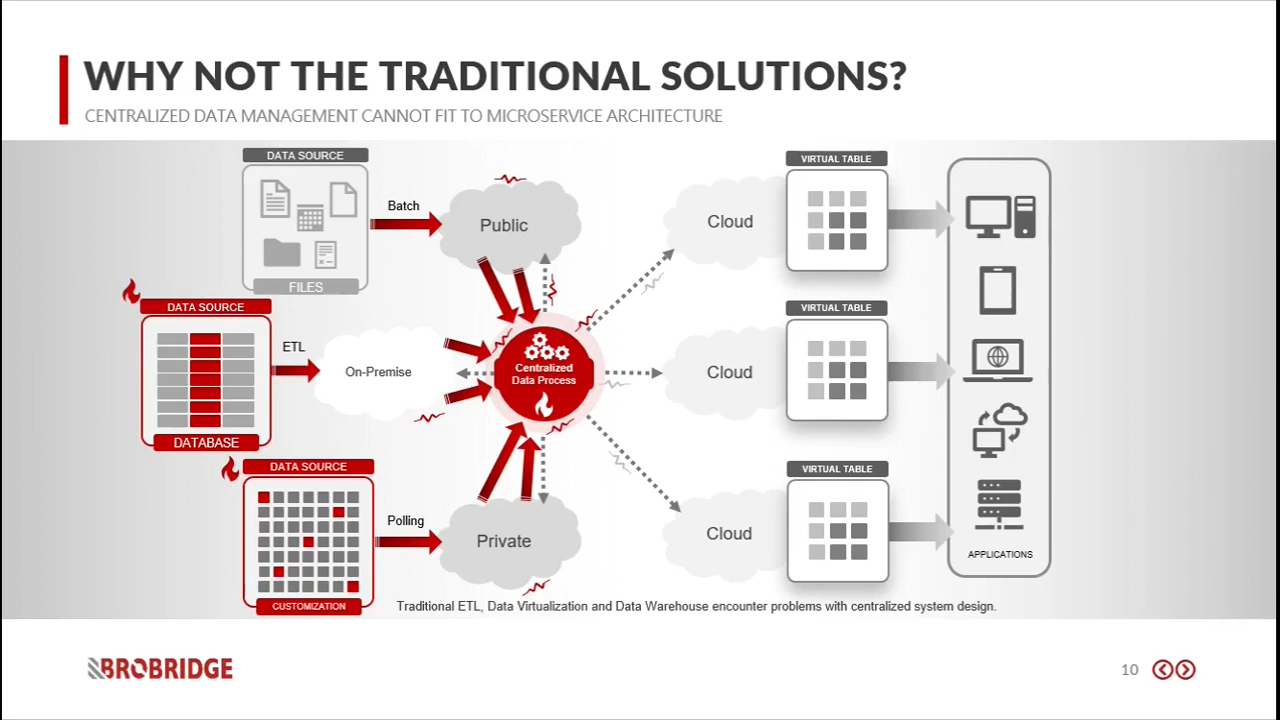 WHY NOT THE TRADITIONAL SOLUTIONS?
CENTRALIZED DATA MANAGEMENT CANNOT FIT TO MICROSERVICE ARCHITECTURE
DATA SOURCE
FILES
Batch
Public
DATA SOURCE
DATABASE
ETL
On-Premise
DATA SOURCE
CUSTOMIZATION
Polling
Private
Centralized
Data Process
Cloud
VIRTUAL TABLE
Cloud
VIRTUAL TABLE
Cloud
VIRTUAL TABLE
APPLICATIONS
Traditional ETL, Data Virtualization and Data Warehouse encounter problems with centralized system design.
BROBRIDGE
10